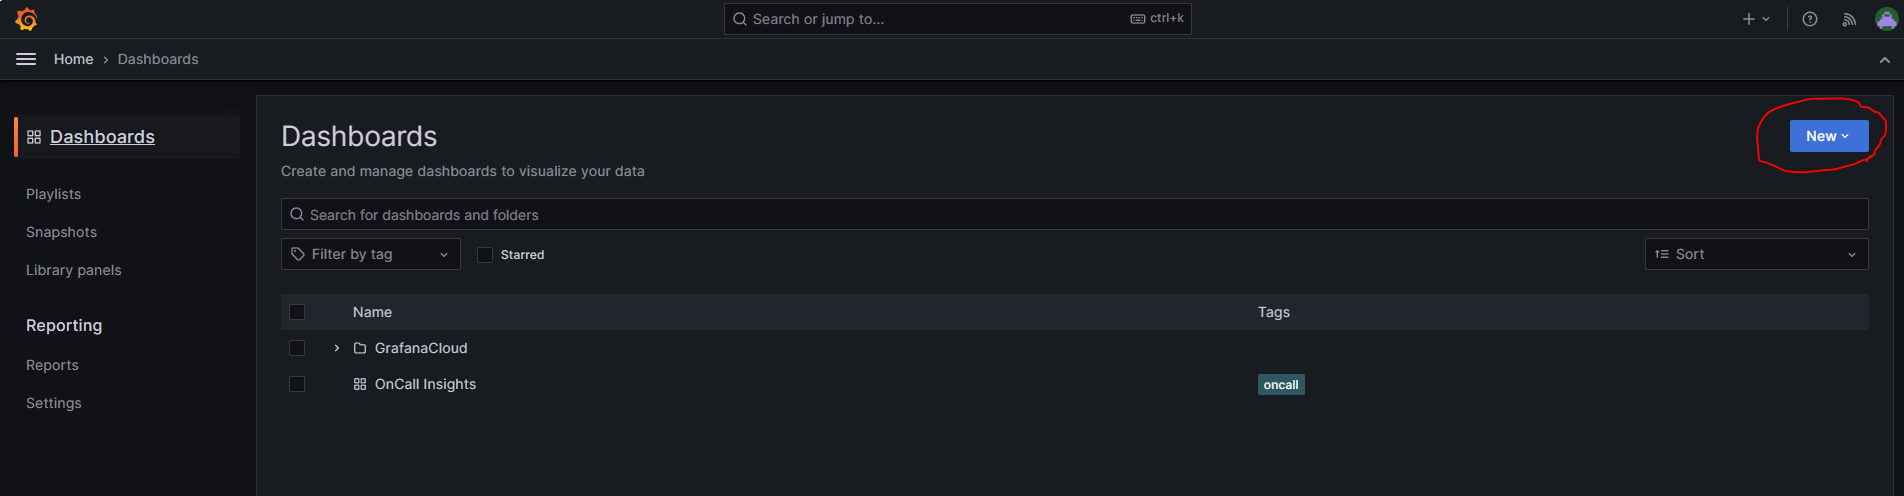 Search or jump to...
ctrl+k
Home
Dashboards
Dashboards
Playlists
Snapshots
Library panels
Reporting
Reports
Settings
Dashboards
New
Create and manage dashboards to visualize your data
Search for dashboards and folders
Filter by tag
Starred
Sort
Name
Tags
GrafanaCloud
OnCall Insights
oncall